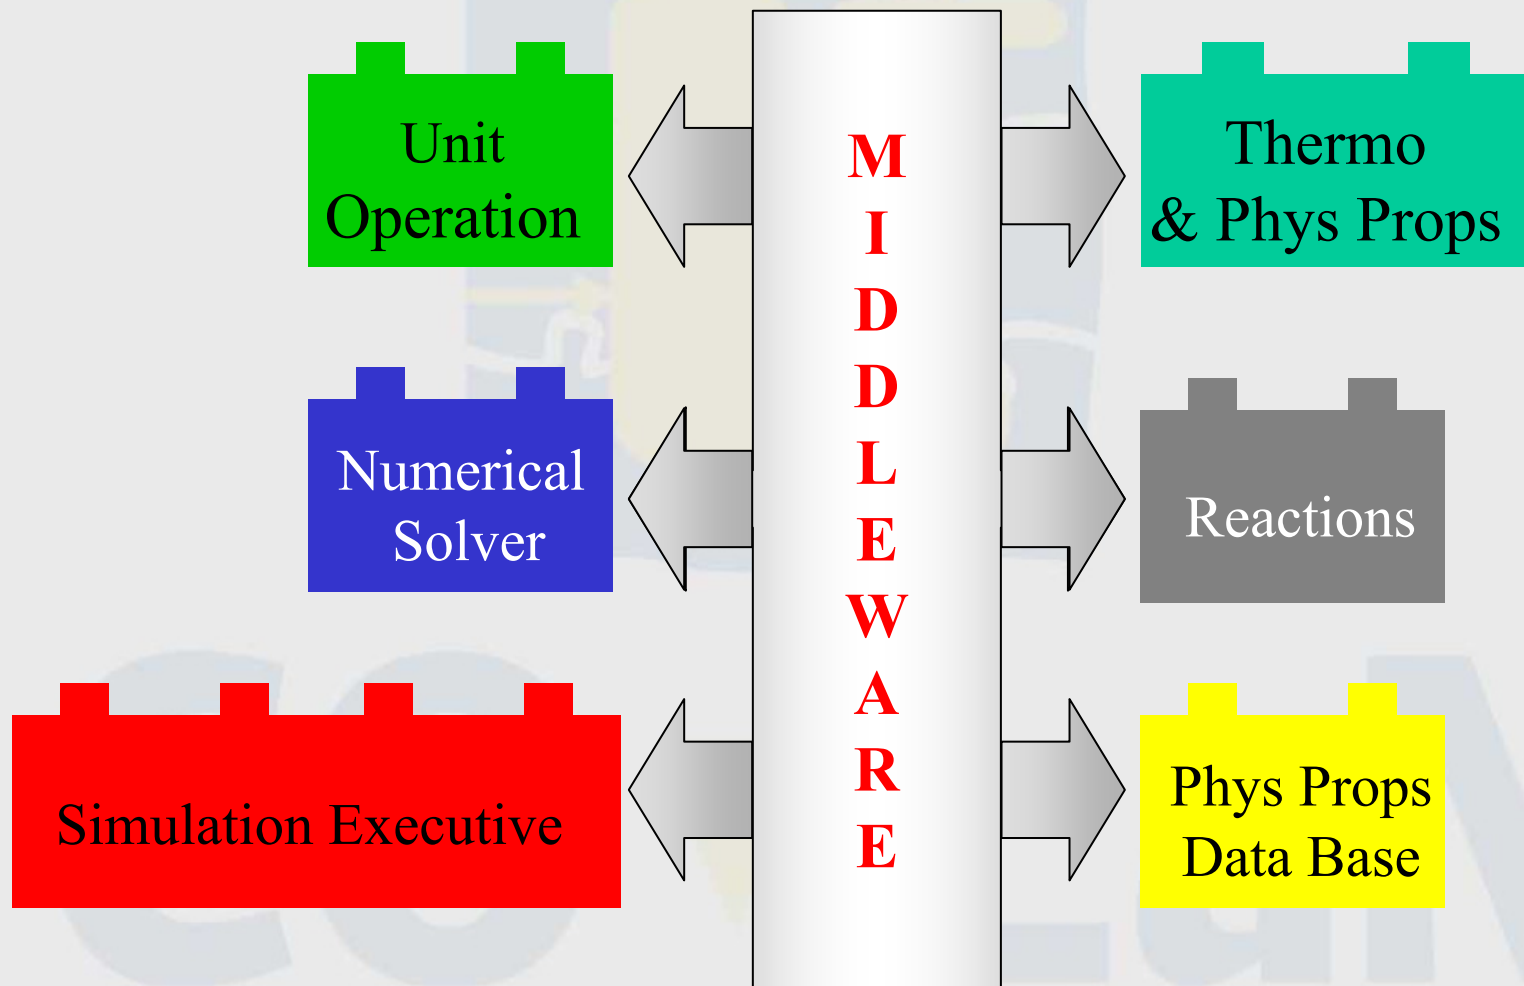 Unit
Operation
Numerical
Solver
Simulation Executive
M
I
D
D
L
E
W
A
R
E
Thermo
& Phys Props
Reactions
Phys Props
Data Base